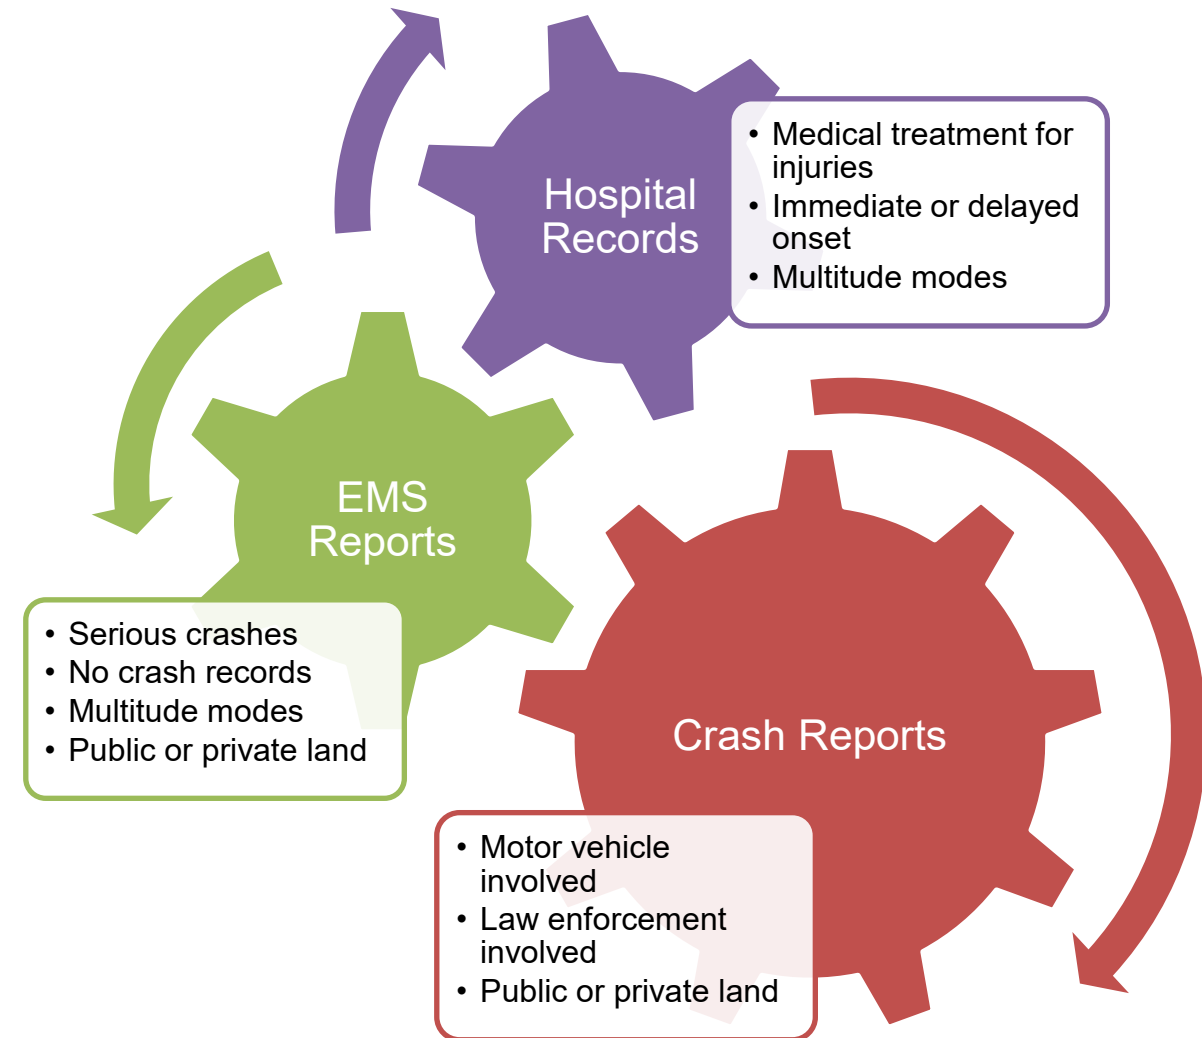 Hospital
Records
• Medical treatment for
injuries
• Immediate or delayed
onset
• Multitude modes
EMS
Reports
• Serious crashes
• No crash records
• Multitude modes
• Public or private land
Crash Reports
• Motor vehicle
involved
• Law enforcement
involved
• Public or private land